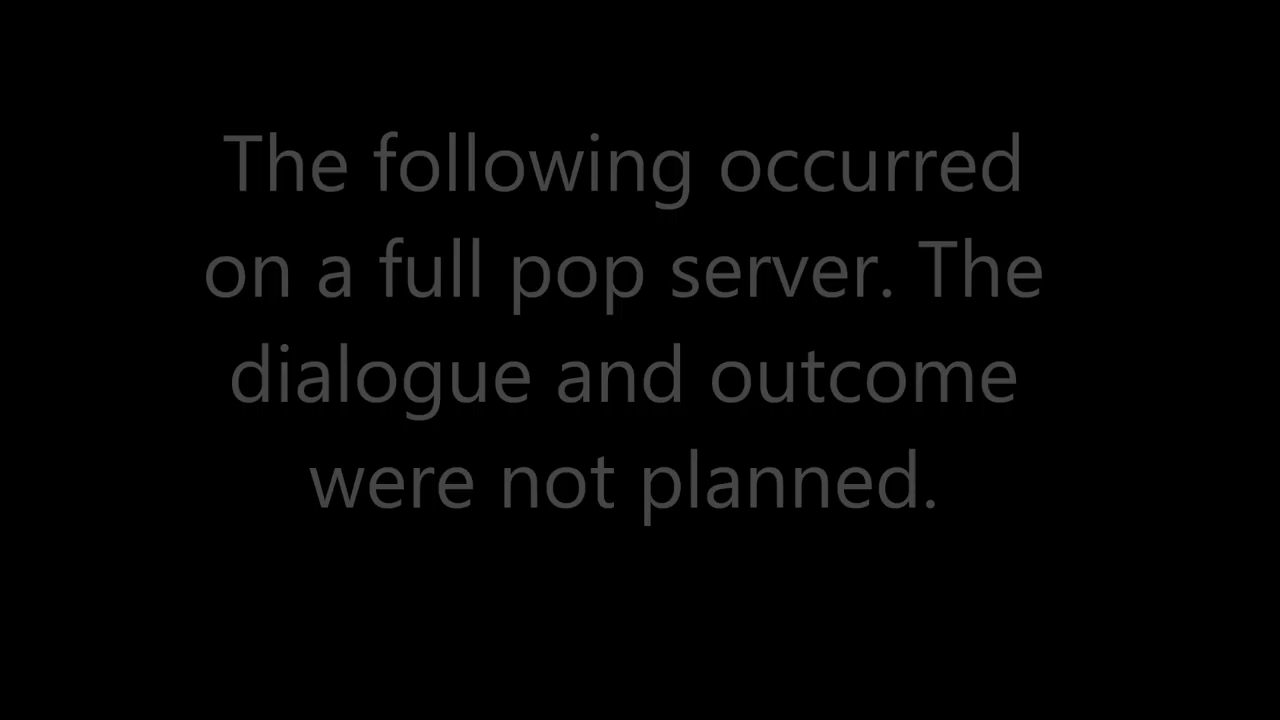 The following occurred
on a full pop server. The
dialogue and outcome
were not planned.